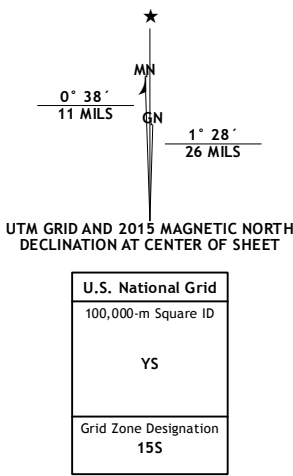 ★
MN
0° 38´
11 MILS
GN
1° 28´
26 MILS
UTM GRID AND 2015 MAGNETIC NORTH
DECLINATION AT CENTER OF SHEET
U.S. National Grid
100,000-m Square ID
YS
Grid Zone Designation
15S